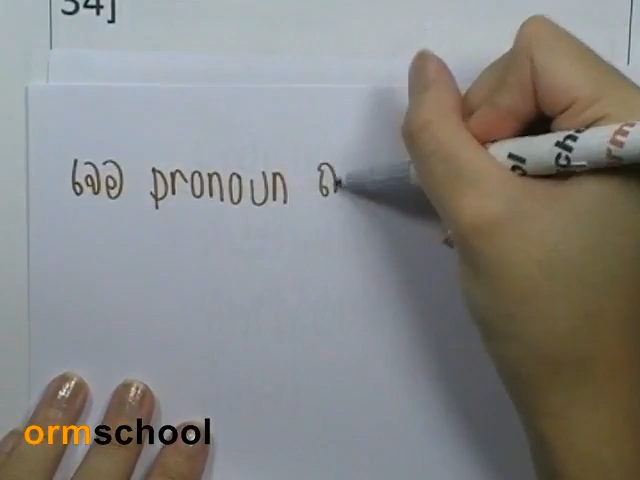 34]
เจอ pronoun
ormschool